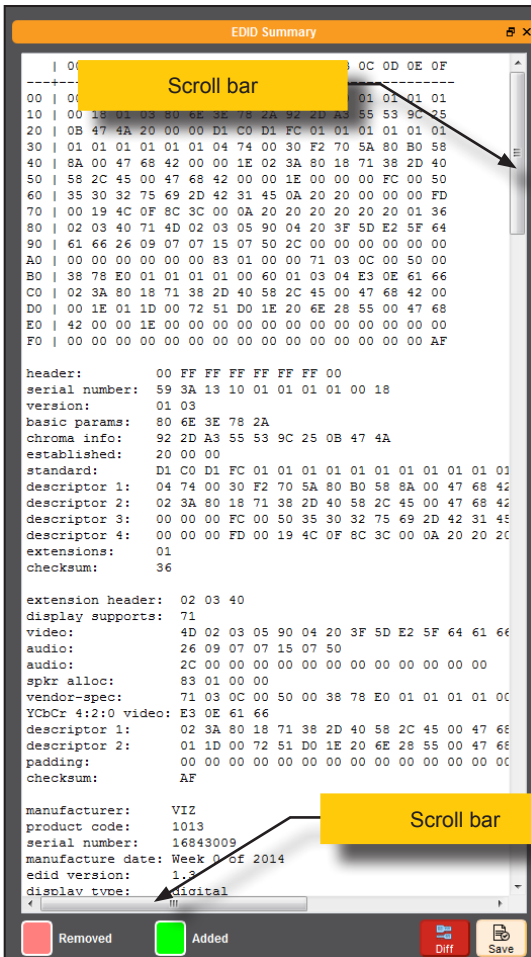 EDID Summary
Scroll bar
| 00 0C 0D 0E 0F
00 | 00 01 01 01
10 | 00 18 01 03 80 6E 3E 78 2A 92 2D A3 55 53 9C 25
20 | 0B 47 4A 20 00 00 D1 C0 D1 FC 01 01 01 01 01 01
30 | 01 01 01 01 01 01 04 74 00 30 F2 70 5A 80 B0 58
40 | 8A 00 47 68 42 00 00 1E 02 3A 80 18 71 38 2D 40
50 | 58 2C 45 00 47 68 42 00 00 1E 00 00 00 FC 00 50
60 | 35 30 32 75 69 2D 42 31 45 0A 20 20 00 00 00 FD
70 | 00 19 4C 0F 8C 3C 00 0A 20 20 20 20 20 20 01 36
80 | 02 03 40 71 4D 02 03 05 90 04 20 3F 5D E2 5F 64
90 | 61 66 26 09 07 07 15 07 50 2C 00 00 00 00 00 00
A0 | 00 00 00 00 00 00 83 01 00 00 71 03 0C 00 50 00
B0 | 38 78 E0 01 01 01 01 00 60 01 03 04 E3 0E 61 66
C0 | 02 3A 80 18 71 38 2D 40 58 2C 45 00 47 68 42 00
D0 | 00 1E 01 1D 00 72 51 D0 1E 20 6E 28 55 00 47 68
E0 | 42 00 00 1E 00 00 00 00 00 00 00 00 00 00 00 00
F0 | 00 00 00 00 00 00 00 00 00 00 00 00 00 00 00 AF
header: 00 FF FF FF FF FF FF 00
serial number: 59 3A 13 10 01 01 01 01 00 18
version: 01 03
basic params: 80 6E 3E 78 2A
chroma info: 92 2D A3 55 53 9C 25 0B 47 4A
established: 20 00 00
standard: D1 C0 D1 FC 01 01 01 01 01 01 01 01 01 01 01
descriptor 1: 04 74 00 30 F2 70 5A 80 B0 58 8A 00 47 68 42
descriptor 2: 02 3A 80 18 71 38 2D 40 58 2C 45 00 47 68 42
descriptor 3: 00 00 00 FC 00 50 35 30 32 75 69 2D 42 31 45
descriptor 4: 00 00 00 FD 00 19 4C 0F 8C 3C 00 0A 20 20 20
extensions: 01
checksum: 36
extension header: 02 03 40
display supports: 71
video: 4D 02 03 05 90 04 20 3F 5D E2 5F 64 61 66
audio: 26 09 07 07 15 07 50
audio: 2C 00 00 00 00 00 00 00 00 00 00 00 00
spkr alloc: 83 01 00 00
vendor-spec: 71 03 0C 00 50 00 38 78 E0 01 01 01 01 00
YCbCr 4:2:0 video: E3 0E 61 66
descriptor 1: 02 3A 80 18 71 38 2D 40 58 2C 45 00 47 68
descriptor 2: 01 1D 00 72 51 D0 1E 20 6E 28 55 00 47 68
padding: 00 00 00 00 00 00 00 00 00 00 00 00 00 00
checksum: AF
manufacturer: VIZ
product code: 1013
serial number: 16843009
manufacture date: Week 0 of 2014
edid version: 1.3
display type: digital
Scroll bar
Removed Added Diff Save